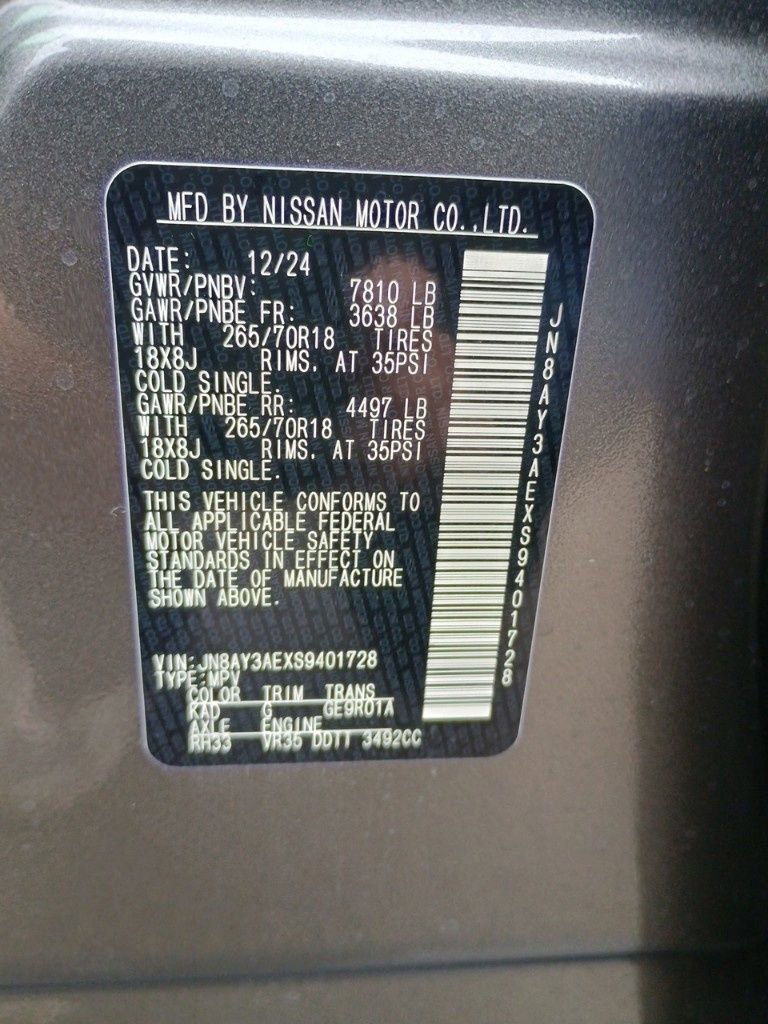 MFD BY NISSAN MOTOR CO.,LTD.
DATE: 12/24
GVWR/PNBV: 7810 LB
GAWR/PNBE FR: 3638 LB
WITH 265/70R18 TIRES
18X8J RIMS. AT 35PSI
COLD SINGLE.
GAWR/PNBE RR: 4497 LB
WITH 265/70R18 TIRES
18X8J RIMS. AT 35PSI
COLD SINGLE.
THIS VEHICLE CONFORMS TO
ALL APPLICABLE FEDERAL
MOTOR VEHICLE SAFETY
STANDARDS IN EFFECT ON
THE DATE OF MANUFACTURE
SHOWN ABOVE.
VIN:JN8AY3AEXS9401728
TYPE:MPV
COLOR TRIM TRANS
KAD G GE9R01A
AXLE ENGINE
RH33 VR35 DDTT 3492CC
JN8AY3AEXS9401728